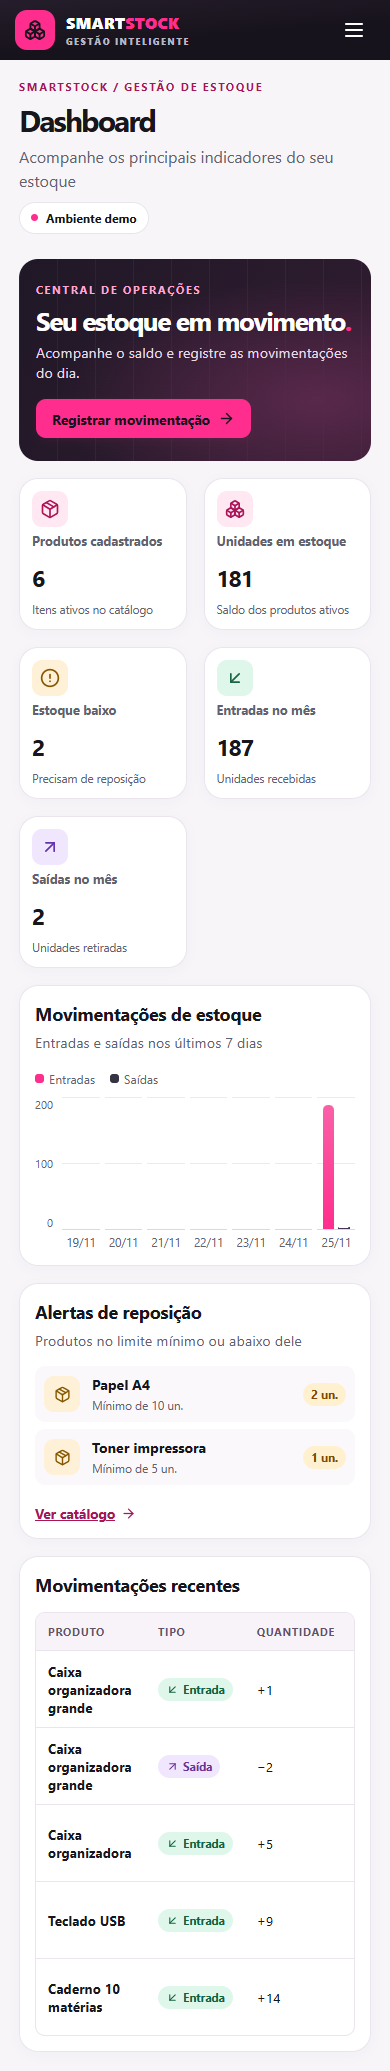 SMARTSTOCK
GESTÃO INTELIGENTE
SMARTSTOCK / GESTÃO DE ESTOQUE
Dashboard
Acompanhe os principais indicadores do seu
estoque
Ambiente demo
CENTRAL DE OPERAÇÕES
Seu estoque em movimento.
Acompanhe o saldo e registre as movimentações
do dia.
Registrar movimentação →
Produtos cadastrados
6
Itens ativos no catálogo
Unidades em estoque
181
Saldo dos produtos ativos
Estoque baixo
2
Precisam de reposição
Entradas no mês
187
Unidades recebidas
Saídas no mês
2
Unidades retiradas
Movimentações de estoque
Entradas e saídas nos últimos 7 dias
Entradas Saídas
200
100
0
19/11 20/11 21/11 22/11 23/11 24/11 25/11
Alertas de reposição
Produtos no limite mínimo ou abaixo dele
Papel A4
Mínimo de 10 un.
2 un.
Toner impressora
Mínimo de 5 un.
1 un.
Ver catálogo →
Movimentações recentes
PRODUTO TIPO QUANTIDADE
Caixa
organizadora
grande
Entrada
+1
Caixa
organizadora
grande
Saída
−2
Caixa
organizadora
Entrada
+5
Teclado USB
Entrada
+9
Caderno 10
matérias
Entrada
+14